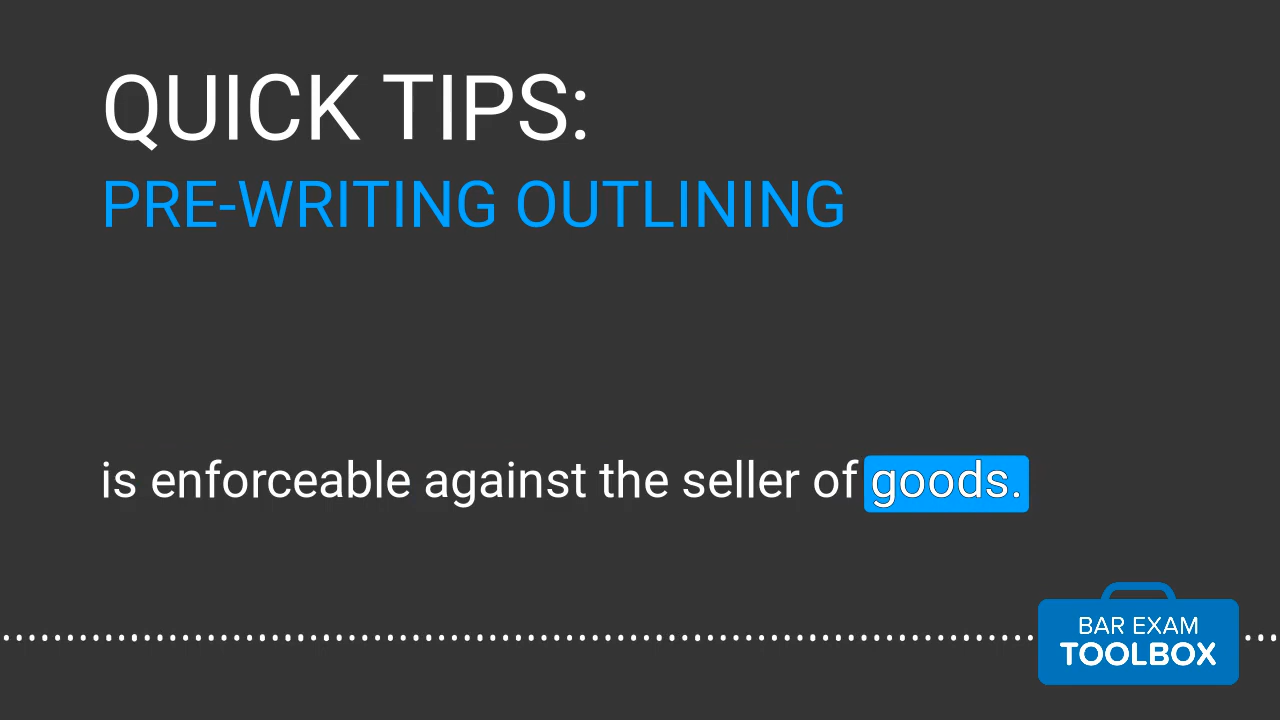 QUICK TIPS:
PRE-WRITING OUTLINING
is enforceable against the seller of goods.
BAR EXAM
TOOLBOX